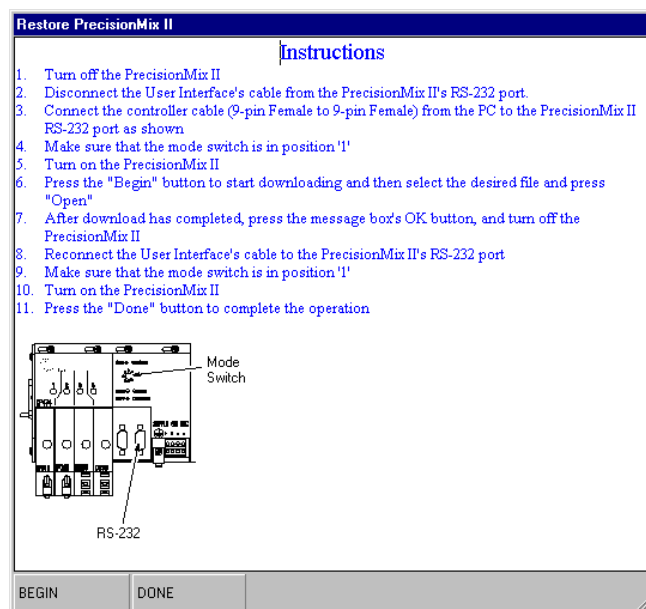 Restore PrecisionMix II
Instructions
1. Turn off the PrecisionMix II
2. Disconnect the User Interface's cable from the PrecisionMix II's RS-232 port.
3. Connect the controller cable (9-pin Female to 9-pin Female) from the PC to the PrecisionMix II
RS-232 port as shown
4. Make sure that the mode switch is in position '1'
5. Turn on the PrecisionMix II
6. Press the "Begin" button to start downloading and then select the desired file and press
"Open"
7. After download has completed, press the message box's OK button, and turn off the
PrecisionMix II
8. Reconnect the User Interface's cable to the PrecisionMix II's RS-232 port
9. Make sure that the mode switch is in position '1'
10. Turn on the PrecisionMix II
11. Press the "Done" button to complete the operation
Mode
Switch
RS-232
BEGIN
DONE